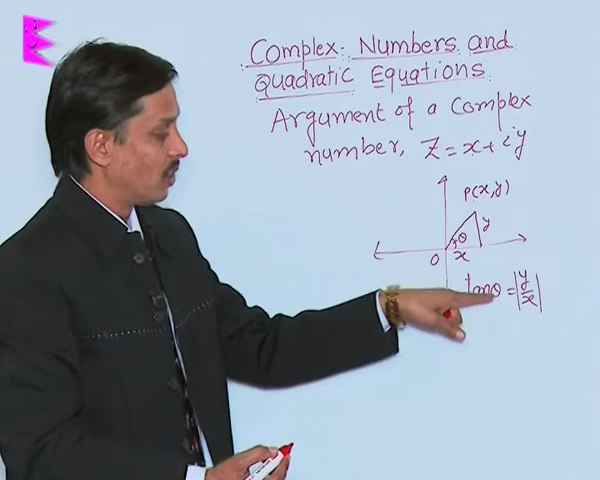 Complex Numbers and
Quadratic Equations
Argument of a Complex
number, Z = x + iy
P(x,y)
y
θ
O
x
tanθ = |y/x|